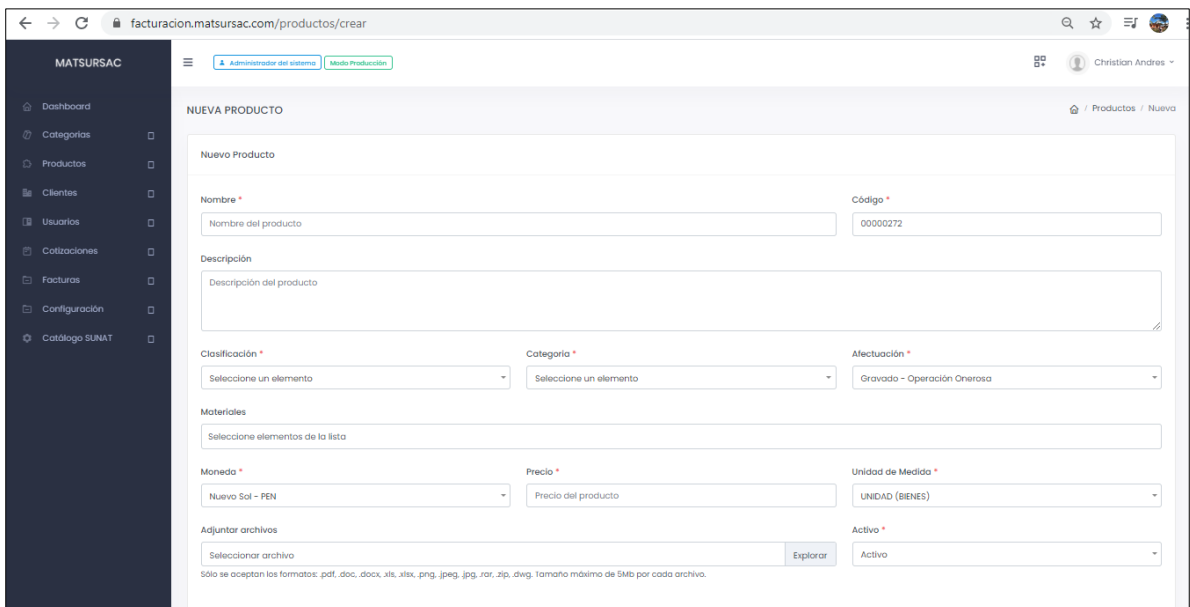 facturacion.matsursac.com/productos/crear
MATSURSAC
Administrador del sistema Modo Producción
Christian Andres
Dashboard
Categorias
Productos
Clientes
Usuarios
Cotizaciones
Facturas
Configuración
Catálogo SUNAT
NUEVA PRODUCTO
/ Productos / Nueva
Nuevo Producto
Nombre * Código *
Nombre del producto 00000272
Descripción
Descripción del producto
Clasificación * Categoria * Afectuación *
Seleccione un elemento Seleccione un elemento Gravado - Operación Onerosa
Materiales
Seleccione elementos de la lista
Moneda * Precio * Unidad de Medida *
Nuevo Sol - PEN Precio del producto UNIDAD (BIENES)
Adjuntar archivos Activo *
Seleccionar archivo Explorar Activo
Sólo se aceptan los formatos: .pdf, .doc, .docx, .xls, .xlsx, .png, .jpeg, .jpg, .rar, .zip, .dwg. Tamaño máximo de 5Mb por cada archivo.